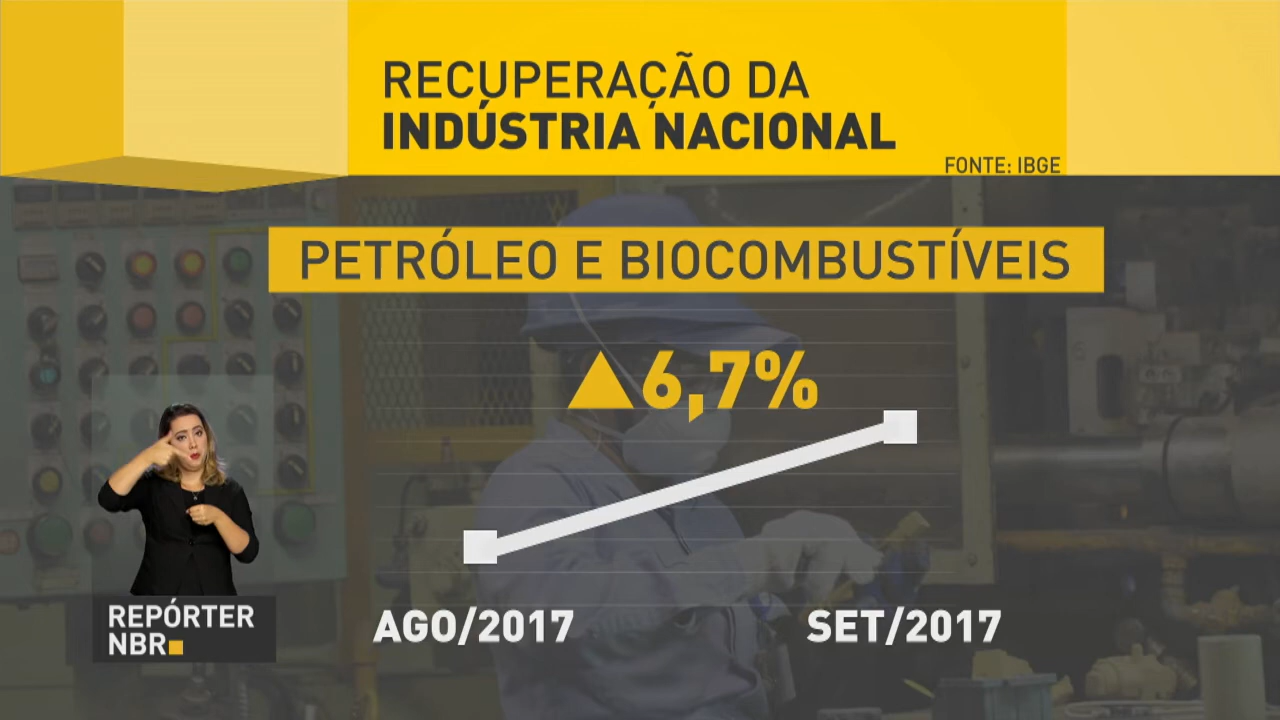 RECUPERAÇÃO DA
INDÚSTRIA NACIONAL
FONTE: IBGE
PETRÓLEO E BIOCOMBUSTÍVEIS
▲6,7%
AGO/2017
SET/2017
REPÓRTER
NBR